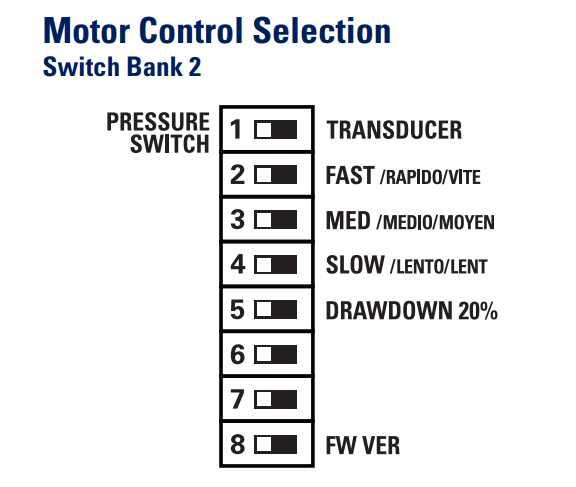 Motor Control Selection
Switch Bank 2
PRESSURE SWITCH 1 TRANSDUCER
2 FAST /RAPIDO/VITE
3 MED /MEDIO/MOYEN
4 SLOW /LENTO/LENT
5 DRAWDOWN 20%
6
7
8 FW VER